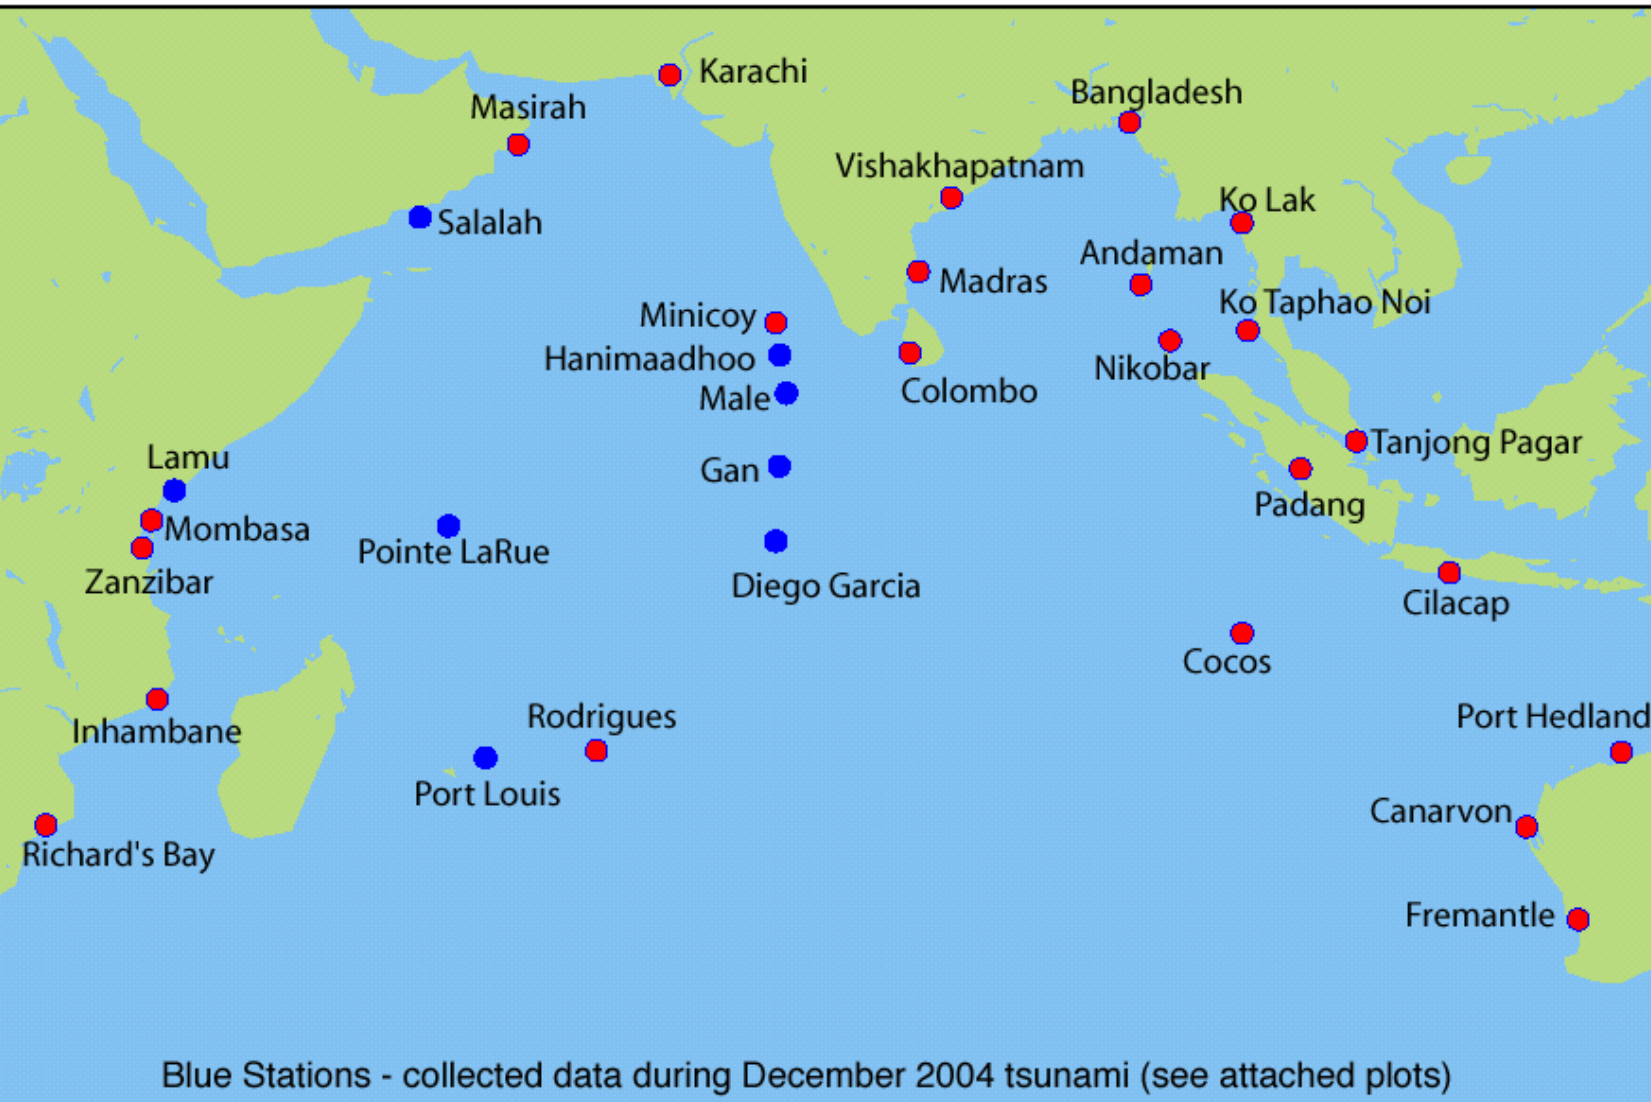 Karachi
Bangladesh
Masirah
Vishakhapatnam
Ko Lak
Salalah
Andaman
Madras
Ko Taphao Noi
Minicoy
Hanimaadhoo
Nikobar
Male
Colombo
Tanjong Pagar
Lamu
Gan
Padang
Mombasa
Pointe LaRue
Zanzibar
Diego Garcia
Cilacap
Cocos
Inhambane
Rodrigues
Port Hedland
Port Louis
Canarvon
Richard's Bay
Fremantle
Blue Stations - collected data during December 2004 tsunami (see attached plots)